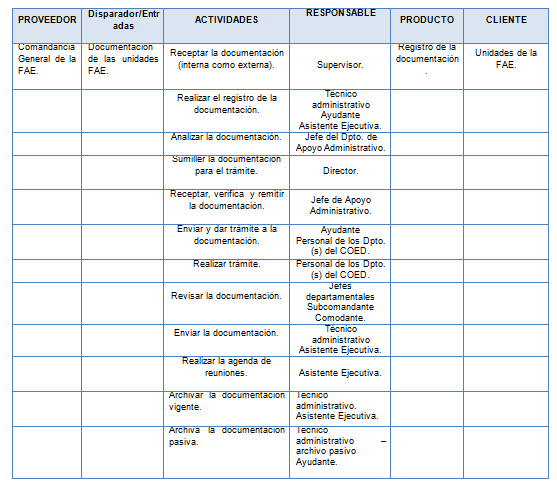 PROVEEDOR Disparador/Entr adas ACTIVIDADES RESPONSABLE PRODUCTO CLIENTE
Comandancia General de la FAE. Documentación de las unidades FAE. Receptar la documentación (interna como externa). Supervisor. Registro de la documentación . Unidades de la FAE.
Realizar el registro de la documentación. Técnico administrativo Ayudante Asistente Ejecutiva.
Analizar la documentación. Jefe del Dpto. de Apoyo Administrativo.
Sumiller la documentación para el trámite. Director.
Receptar, verifica y remitir la documentación. Jefe de Apoyo Administrativo.
Enviar y dar trámite a la documentación. Ayudante Personal de los Dpto. (s) del COED.
Realizar trámite. Personal de los Dpto. (s) del COED.
Revisar la documentación. Jefes departamentales Subcomandante Comodante.
Enviar la documentación. Técnico administrativo Asistente Ejecutiva.
Realizar la agenda de reuniones. Asistente Ejecutiva.
Archivar la documentación vigente. Técnico administrativo. Asistente Ejecutiva.
Archiva la documentación pasiva. Técnico administrativo – archivo pasivo Ayudante.